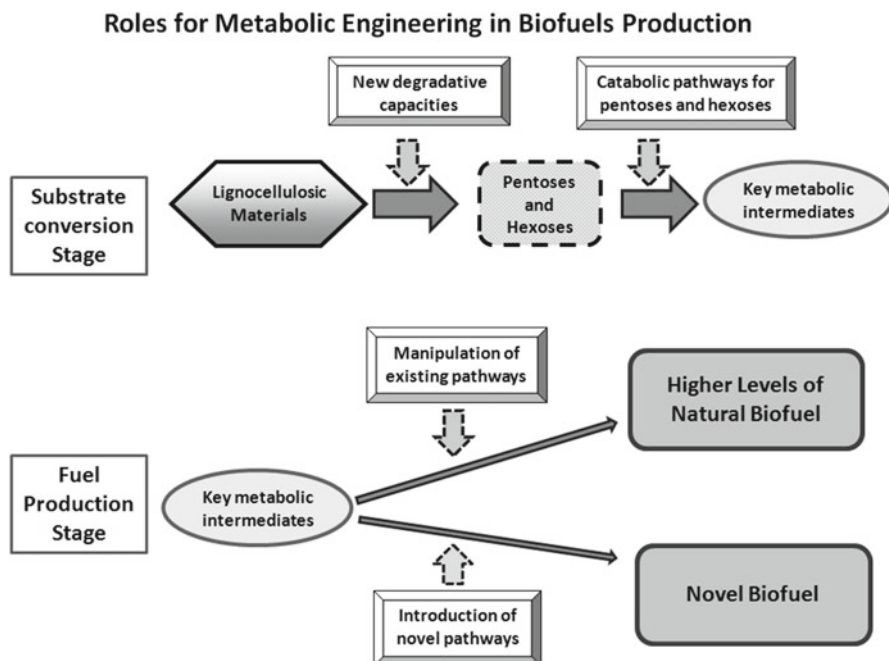 Roles for Metabolic Engineering in Biofuels Production
New degradative
capacities
Catabolic pathways for
pentoses and hexoses
Substrate
conversion
Stage
Lignocellulosic
Materials
Pentoses
and
Hexoses
Key metabolic
intermediates
Manipulation of
existing pathways
Higher Levels of
Natural Biofuel
Fuel
Production
Stage
Key metabolic
intermediates
Introduction of
novel pathways
Novel Biofuel